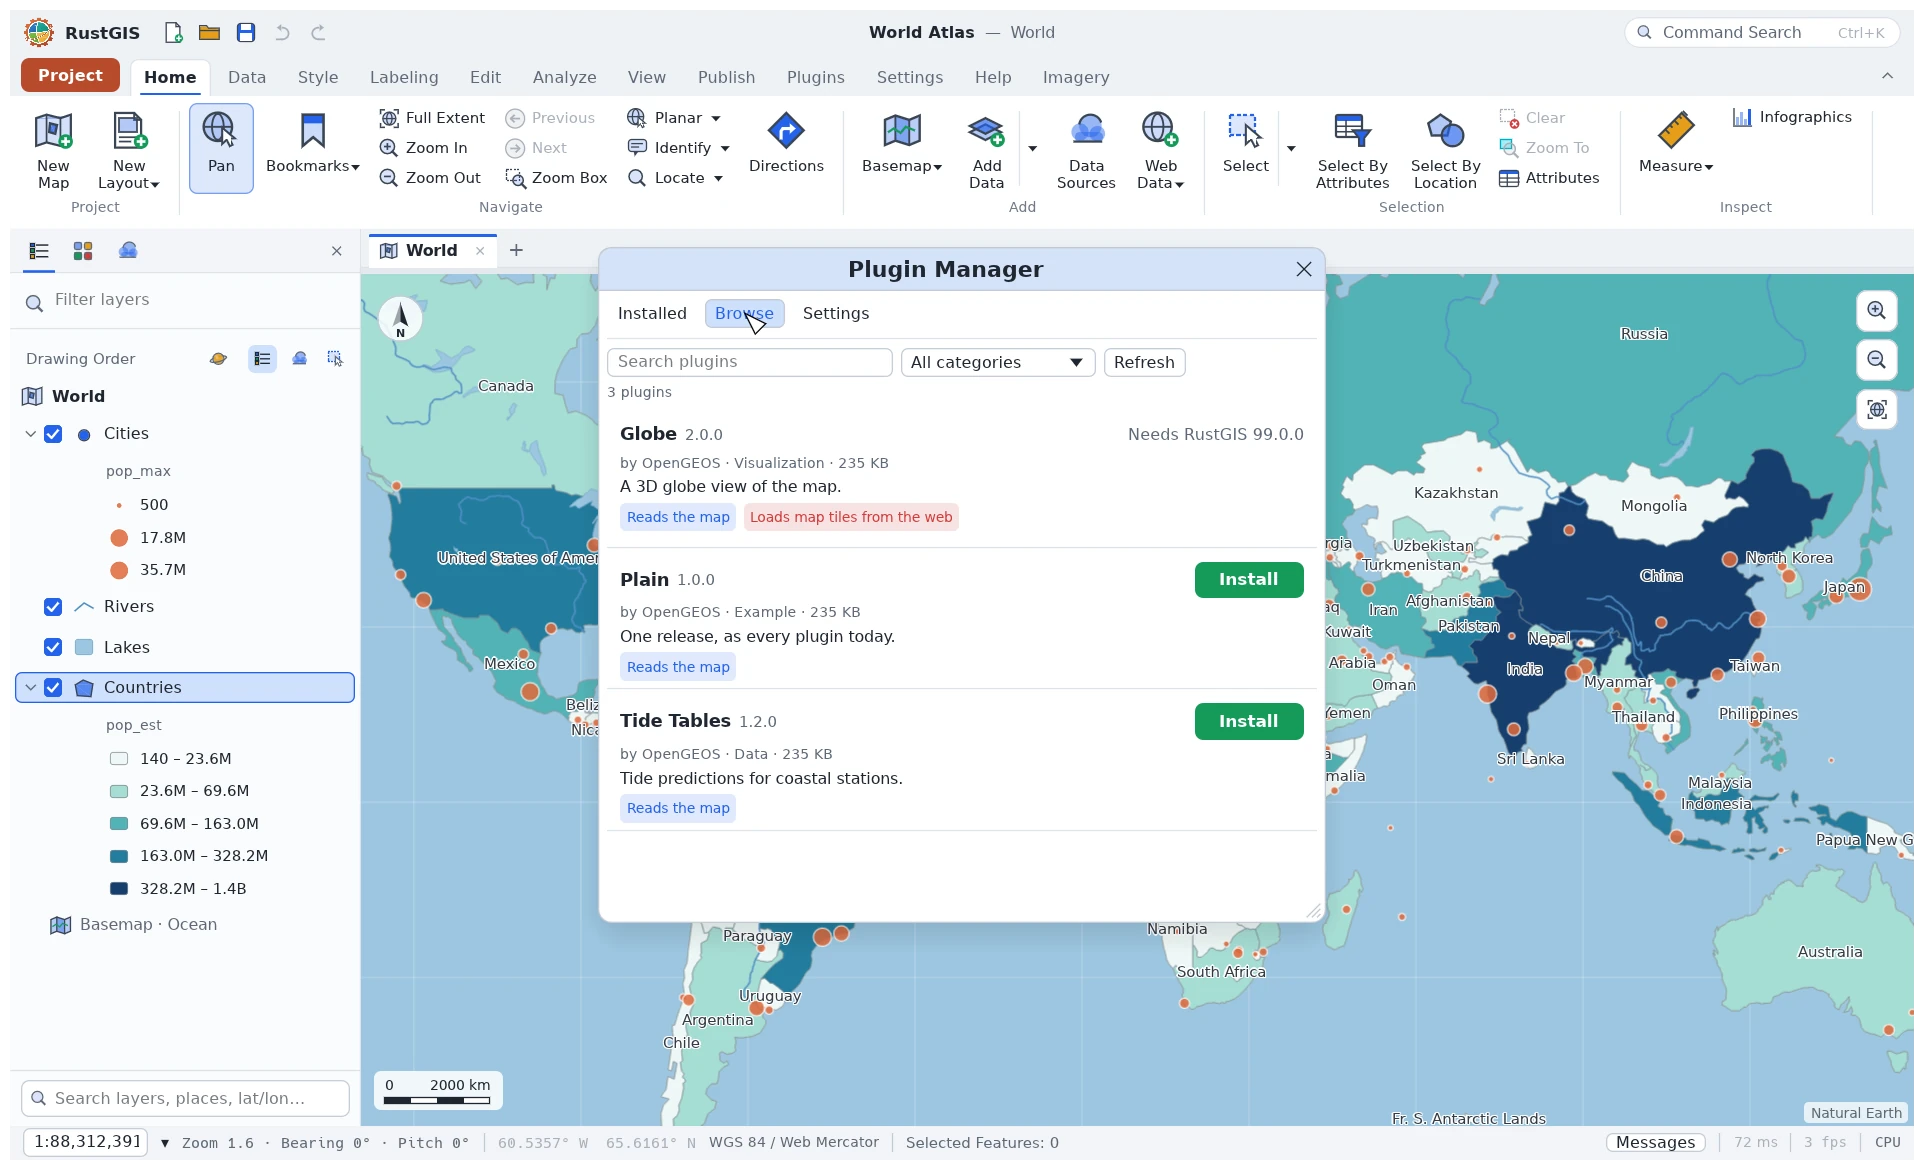 RustGIS
World Atlas — World
Command Search Ctrl+K
Project Home Data Style Labeling Edit Analyze View Publish Plugins Settings Help Imagery
New Map
New Layout
Project
Pan
Bookmarks
Full Extent
Zoom In
Zoom Out
Previous
Next
Zoom Box
Planar
Identify
Locate
Directions
Navigate
Basemap
Add Data
Data Sources
Web Data
Add
Select
Select By Attributes
Select By Location
Clear
Zoom To
Attributes
Selection
Measure
Infographics
Inspect
World
Filter layers
Drawing Order
World
Cities
pop_max
500
17.8M
35.7M
Rivers
Lakes
Countries
pop_est
140 – 23.6M
23.6M – 69.6M
69.6M – 163.0M
163.0M – 328.2M
328.2M – 1.4B
Basemap · Ocean
Search layers, places, lat/lon...
Plugin Manager
Installed Browse Settings
Search plugins
All categories
Refresh
3 plugins
Globe 2.0.0
Needs RustGIS 99.0.0
by OpenGEOS · Visualization · 235 KB
A 3D globe view of the map.
Reads the map
Loads map tiles from the web
Plain 1.0.0
Install
by OpenGEOS · Example · 235 KB
One release, as every plugin today.
Reads the map
Tide Tables 1.2.0
Install
by OpenGEOS · Data · 235 KB
Tide predictions for coastal stations.
Reads the map
N
Canada
Russia
Kazakhstan
Mongolia
United States of Amer
rgia
Uzbekistan
Turkmenistan
North Korea
China
Japan
aq
Iran
Afghanistan
Kuwait
Pakistan
Nepal
Mexico
Arabia
India
Taiwan
Oman
Myanmar
Beliz
Nica
Yemen
Thailand
Philippines
a
malia
Sri Lanka
Malaysia
Indonesia
Papua New G
Paraguay
Namibia
Australia
South Africa
Uruguay
Argentina
Chile
Fr. S. Antarctic Lands
0 2000 km
Natural Earth
1:88,312,391
Zoom 1.6 · Bearing 0° · Pitch 0°
60.5357° W 65.6161° N
WGS 84 / Web Mercator
Selected Features: 0
Messages
72 ms
3 fps
CPU